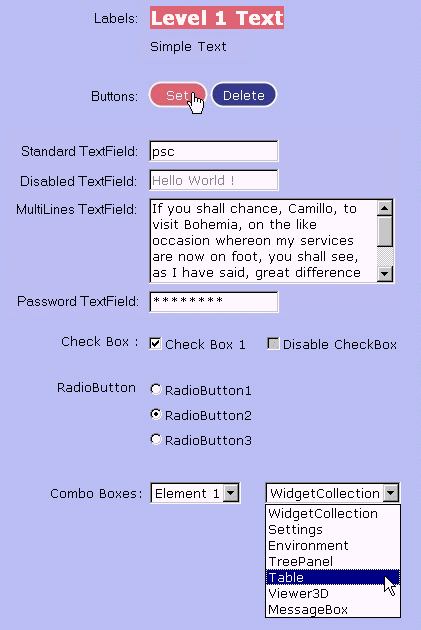 Labels: Level 1 Text
Simple Text
Buttons: Set Delete
Standard TextField: psc
Disabled TextField: Hello World !
MultiLines TextField: If you shall chance, Camillo, to
visit Bohemia, on the like
occasion whereon my services
are now on foot, you shall see,
as I have said, great difference
Password TextField: ********
Check Box : Check Box 1 Disable CheckBox
RadioButton RadioButton1
RadioButton2
RadioButton3
Combo Boxes: Element 1 WidgetCollection
WidgetCollection
Settings
Environment
TreePanel
Table
Viewer3D
MessageBox